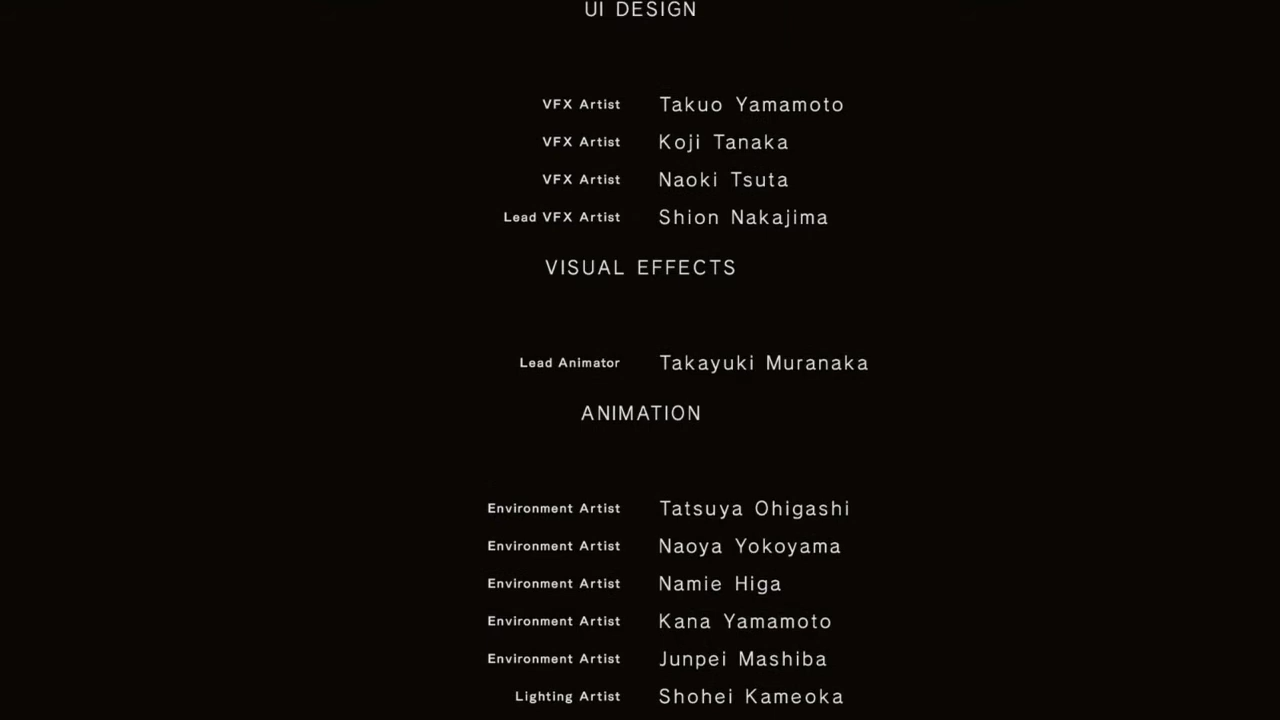 UI DESIGN
VFX Artist Takuo Yamamoto
VFX Artist Koji Tanaka
VFX Artist Naoki Tsuta
Lead VFX Artist Shion Nakajima
VISUAL EFFECTS
Lead Animator Takayuki Muranaka
ANIMATION
Environment Artist Tatsuya Ohigashi
Environment Artist Naoya Yokoyama
Environment Artist Namie Higa
Environment Artist Kana Yamamoto
Environment Artist Junpei Mashiba
Lighting Artist Shohei Kameoka